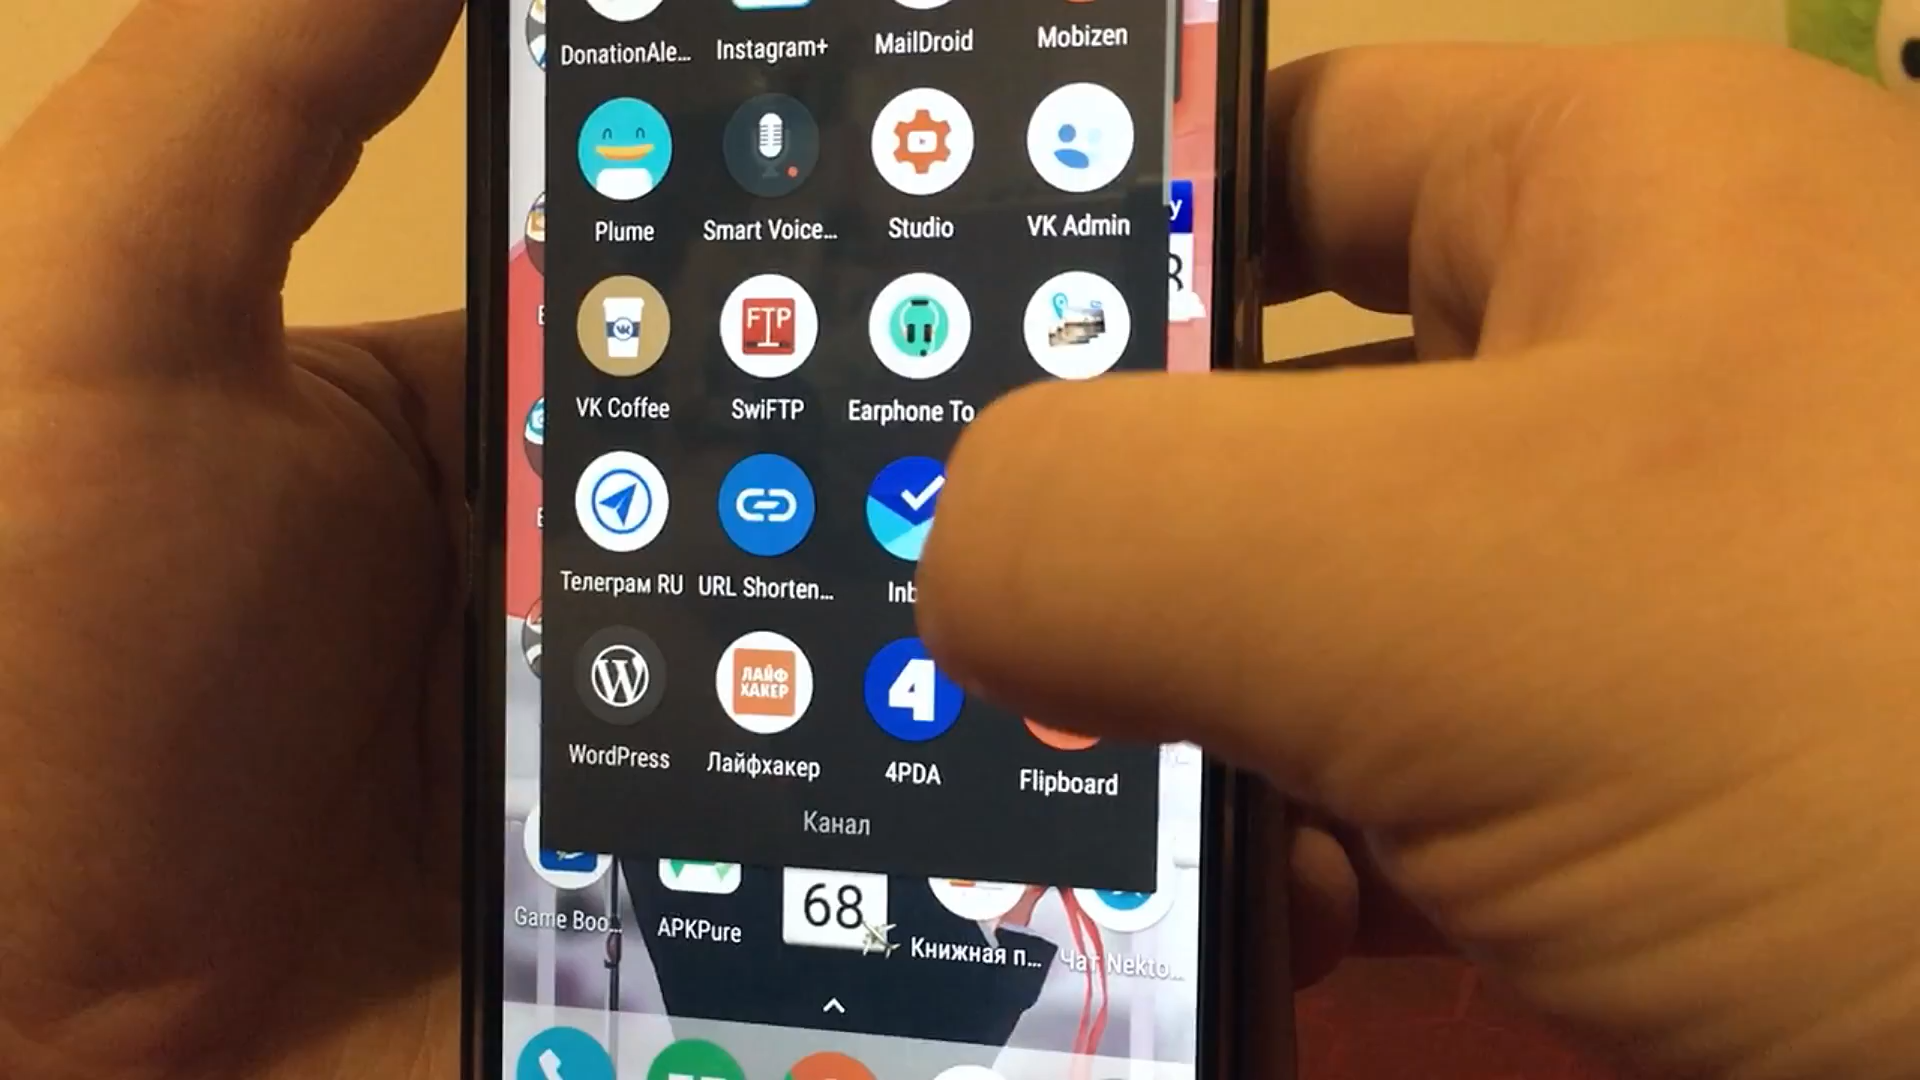 DonationAle...
Instagram+
MailDroid
Mobizen
Plume
Smart Voice...
Studio
VK Admin
y
FTP
VK Coffee
SwiFTP
Earphone To
Телеграм RU
URL Shorten...
Inb
ЛАЙФ
ХАКЕР
4
WordPress
Лайфхакер
4PDA
Flipboard
Канал
68
Game Boo...
APKPure
Книжная п...
Чат Nekto...